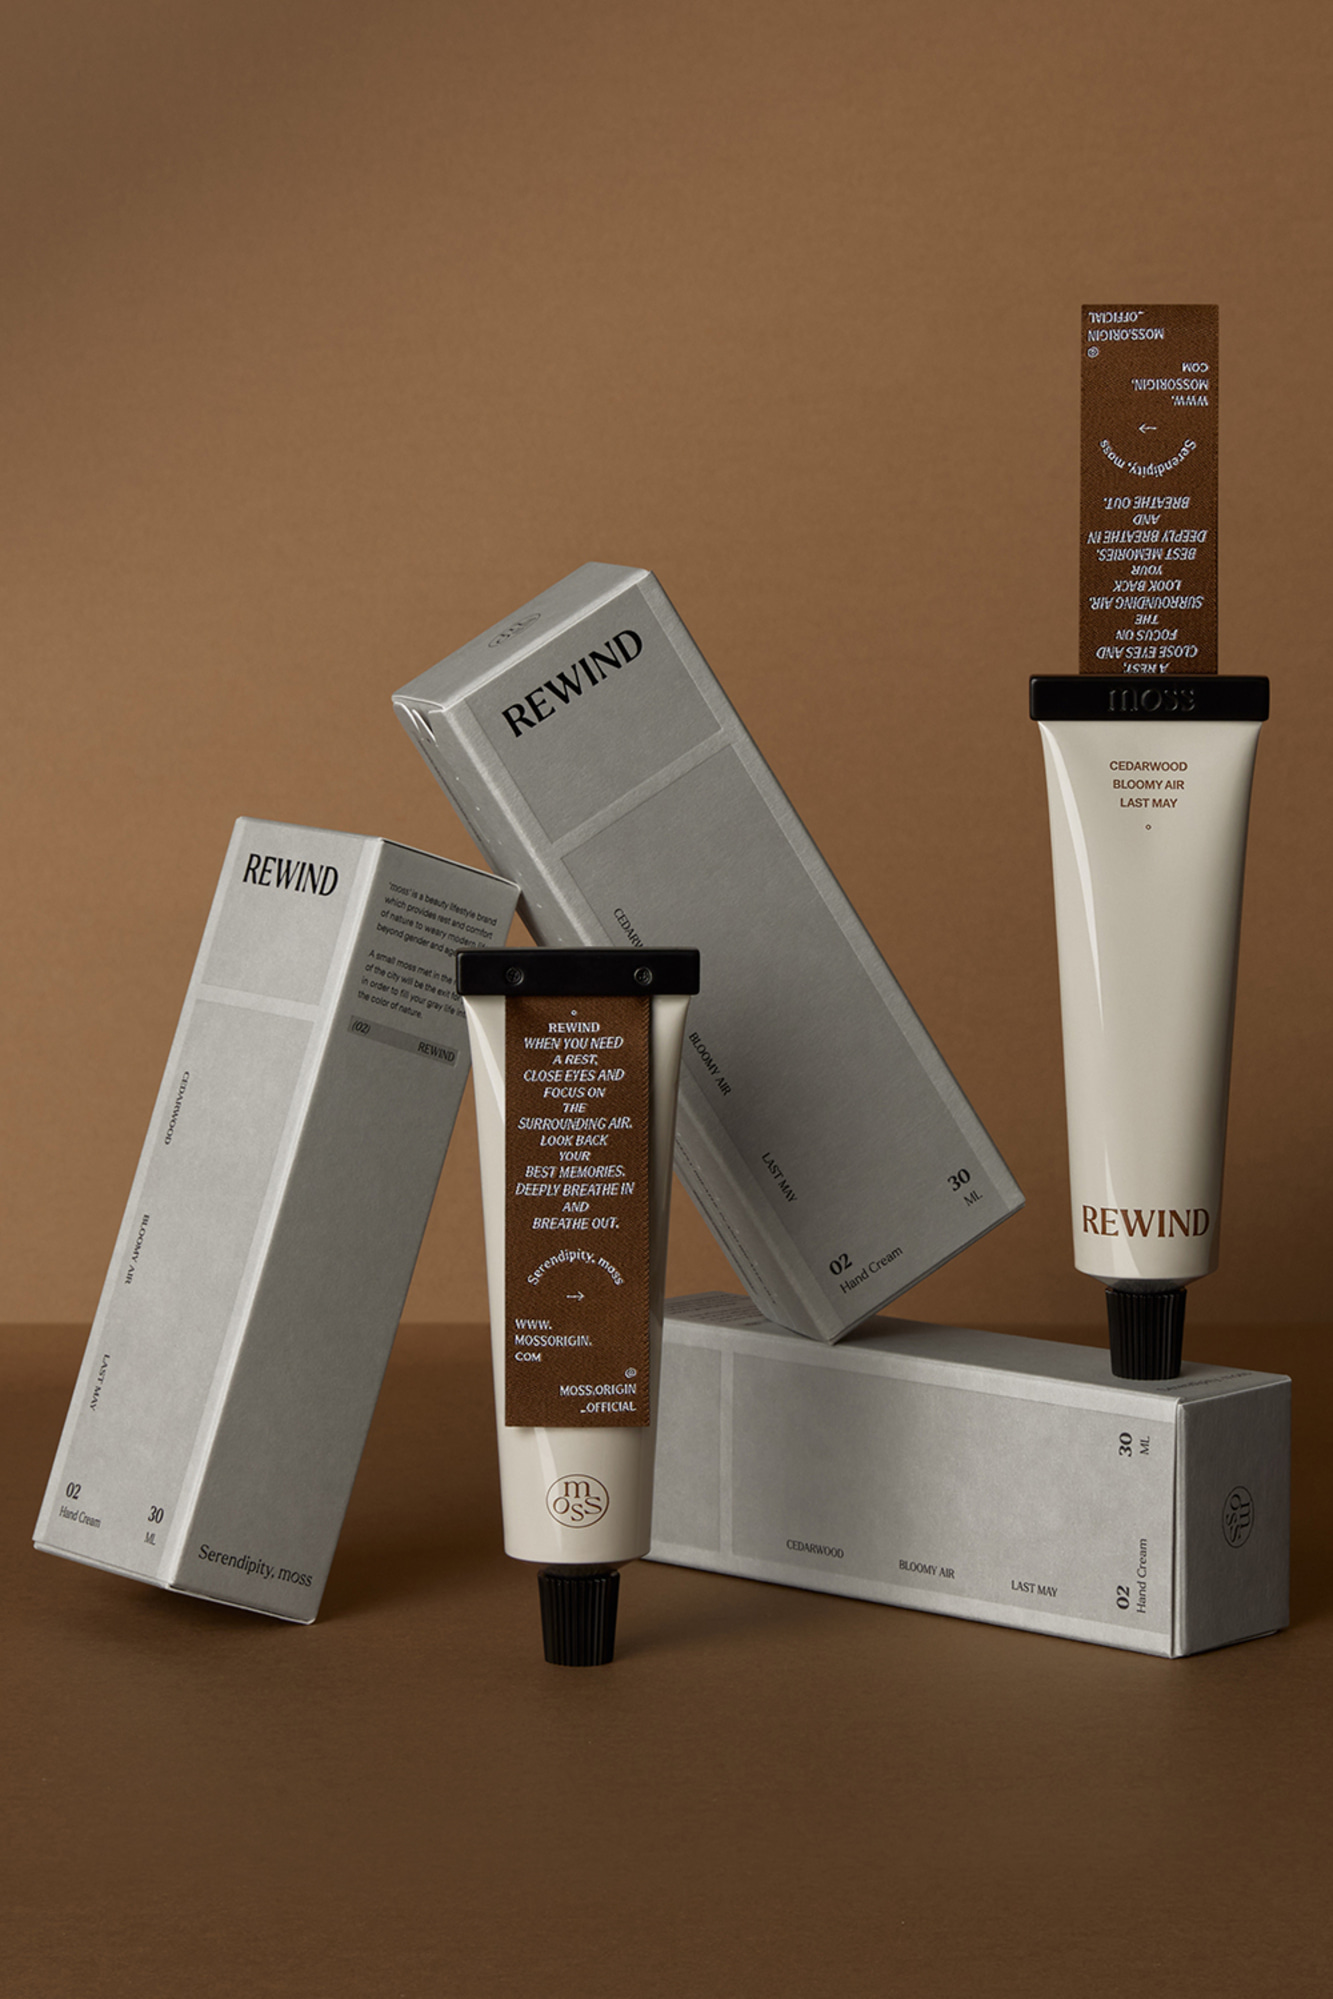 REWIND
"moss" is a beauty lifestyle brand
which provides rest and comfort
of nature to weary modern
beyond gender and
A small moss met in the
of the city will be the exit for
in order to fill your gray life
the color of nature.
(02)
REWIND
CEDARWOOD
BLOOMY AIR
LAST MAY
02
Hand Cream
30
ML
Serendipity, moss
REWIND
BLOOMY AIR
LAST MAY
30
ML
02
Hand Cream
REWIND
WHEN YOU NEED
A REST,
CLOSE EYES AND
FOCUS ON
THE
SURROUNDING AIR.
LOOK BACK
YOUR
BEST MEMORIES.
DEEPLY BREATHE IN
AND
BREATHE OUT.
Serendipity, moss
→
WWW.
MOSSORIGIN.
COM
@
MOSS.ORIGIN
_OFFICIAL
moss
A REST,
CLOSE EYES AND
FOCUS ON
THE
SURROUNDING AIR.
LOOK BACK
YOUR
BEST MEMORIES.
DEEPLY BREATHE IN
AND
BREATHE OUT.
Serendipity, moss
→
WWW.
MOSSORIGIN.
COM
@
MOSS.ORIGIN
_OFFICIAL
moss
CEDARWOOD
BLOOMY AIR
LAST MAY
REWIND
Serendipity, moss
30
ML
CEDARWOOD
BLOOMY AIR
LAST MAY
02
Hand Cream
moss